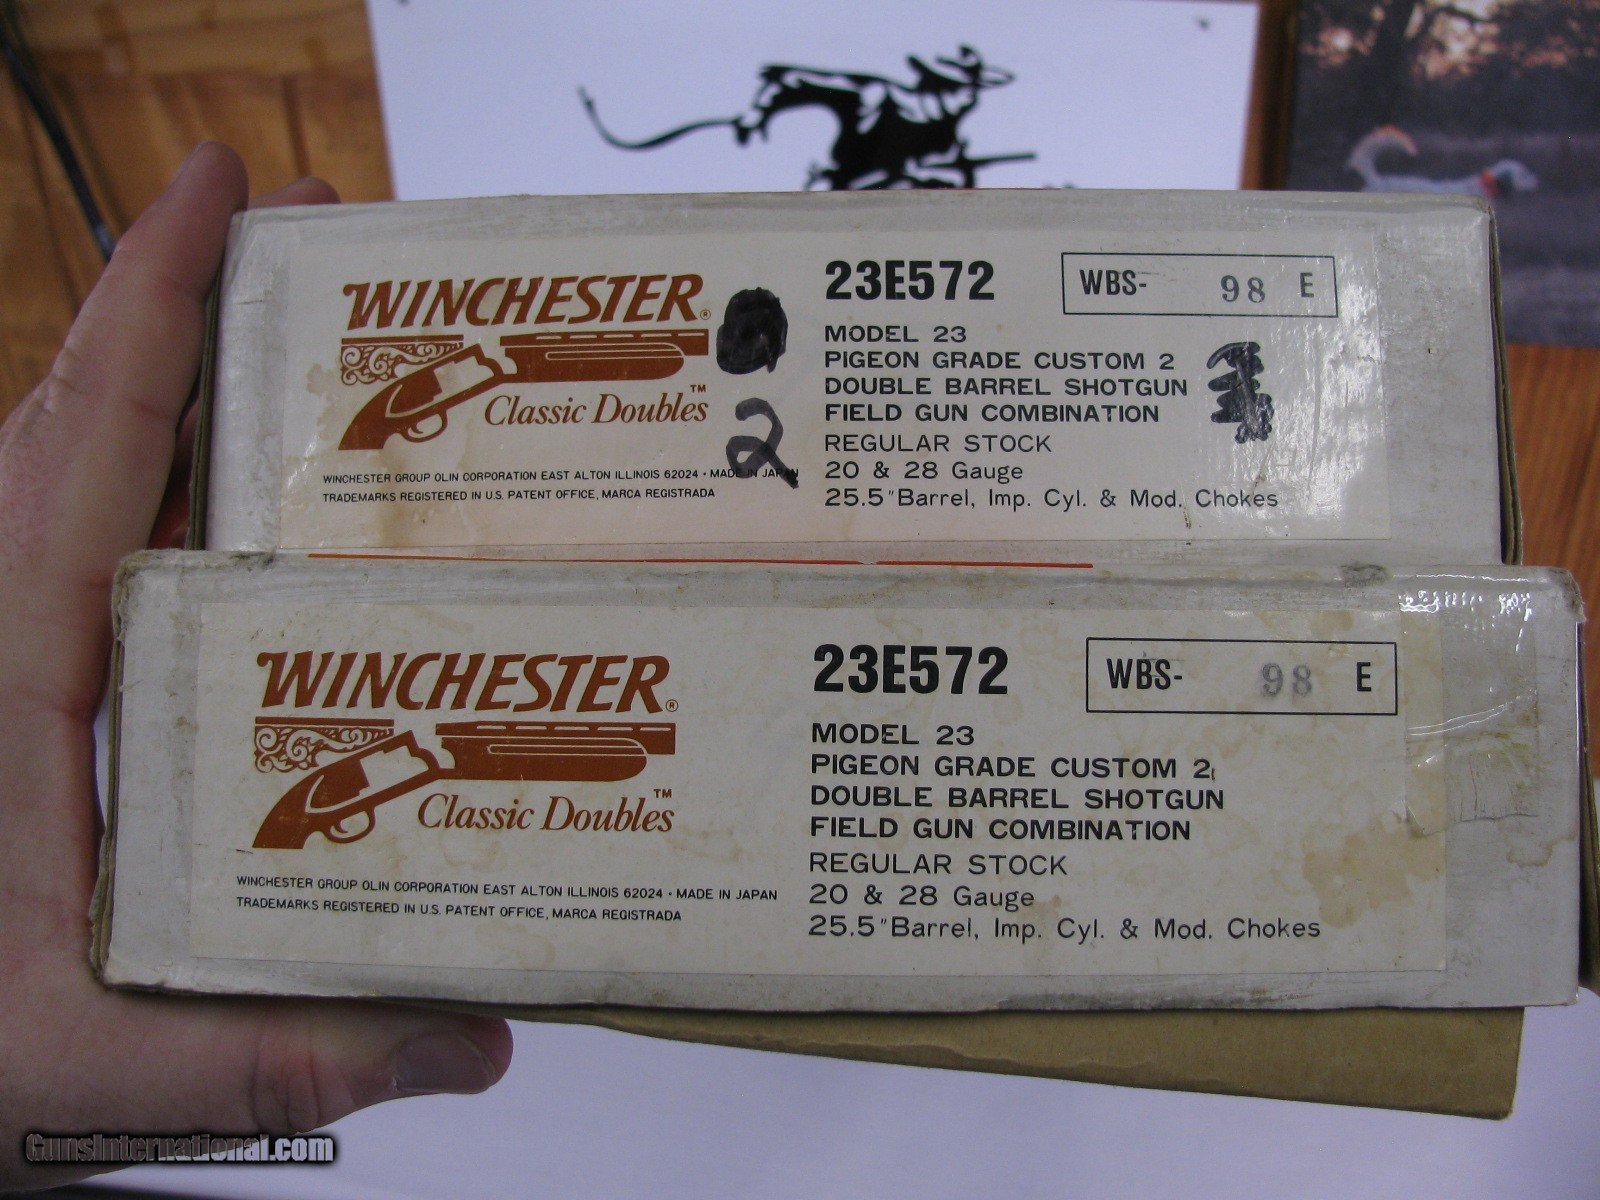 WINCHESTER®
Classic Doubles™
2
WINCHESTER GROUP OLIN CORPORATION EAST ALTON ILLINOIS 62024 • MADE IN JAPAN
TRADEMARKS REGISTERED IN U.S. PATENT OFFICE, MARCA REGISTRADA
23E572
WBS- 98 E
MODEL 23
PIGEON GRADE CUSTOM 2
DOUBLE BARREL SHOTGUN
FIELD GUN COMBINATION
REGULAR STOCK
20 & 28 Gauge
25.5" Barrel, Imp. Cyl. & Mod. Chokes
WINCHESTER®
Classic Doubles™
WINCHESTER GROUP OLIN CORPORATION EAST ALTON ILLINOIS 62024 • MADE IN JAPAN
TRADEMARKS REGISTERED IN U.S. PATENT OFFICE, MARCA REGISTRADA
23E572
WBS- 98 E
MODEL 23
PIGEON GRADE CUSTOM 2
DOUBLE BARREL SHOTGUN
FIELD GUN COMBINATION
REGULAR STOCK
20 & 28 Gauge
25.5" Barrel, Imp. Cyl. & Mod. Chokes
GunsInternational.com